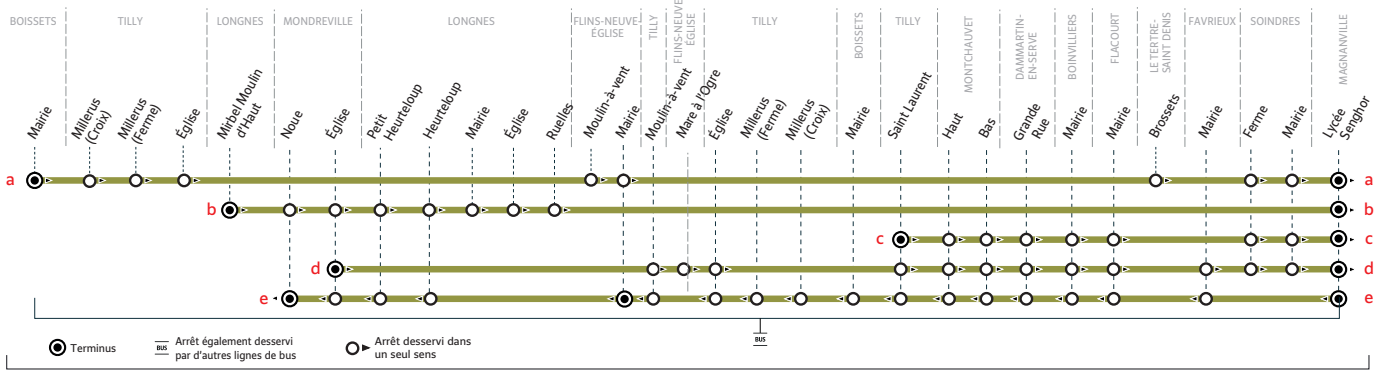 BOISSETS
TILLY
LONGNES
MONDREVILLE
LONGNES
FLINS-NEUVE-
ÉGLISE
TILLY
FLINS-NEUVE
ÉGLISE
TILLY
BOISSETS
TILLY
MONTCHAUVET
DAMMARTIN-
EN-SERVE
BOINVILLIERS
FLACOURT
LE TERTRE-
SAINT DENIS
FAVRIEUX
SOINDRES
MAGNANVILLE
Mairie
Millerus
(Croix)
Millerus
(Ferme)
Église
Mirbel Moulin
d'Haut
Noue
Église
Petit
Heurteloup
Heurteloup
Mairie
Église
Ruelles
Moulin-à-vent
Mairie
Moulin-à-vent
Mare à l'Ogre
Église
Millerus
(Ferme)
Millerus
(Croix)
Mairie
Saint Laurent
Haut
Bas
Grande
Rue
Mairie
Mairie
Brossets
Mairie
Ferme
Mairie
Lycée
Senghor
a a
b b
c c
d d
e e
BUS
Terminus
BUS
Arrêt également desservi
par d'autres lignes de bus
Arrêt desservi dans
un seul sens